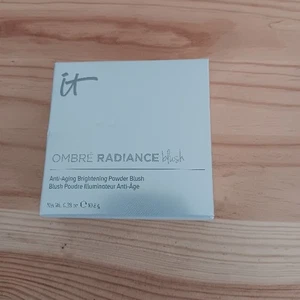 it
OMBRÉ RADIANCE blush
Anti-Aging Brightening Powder Blush
Blush Poudre Illuminateur Anti-Âge